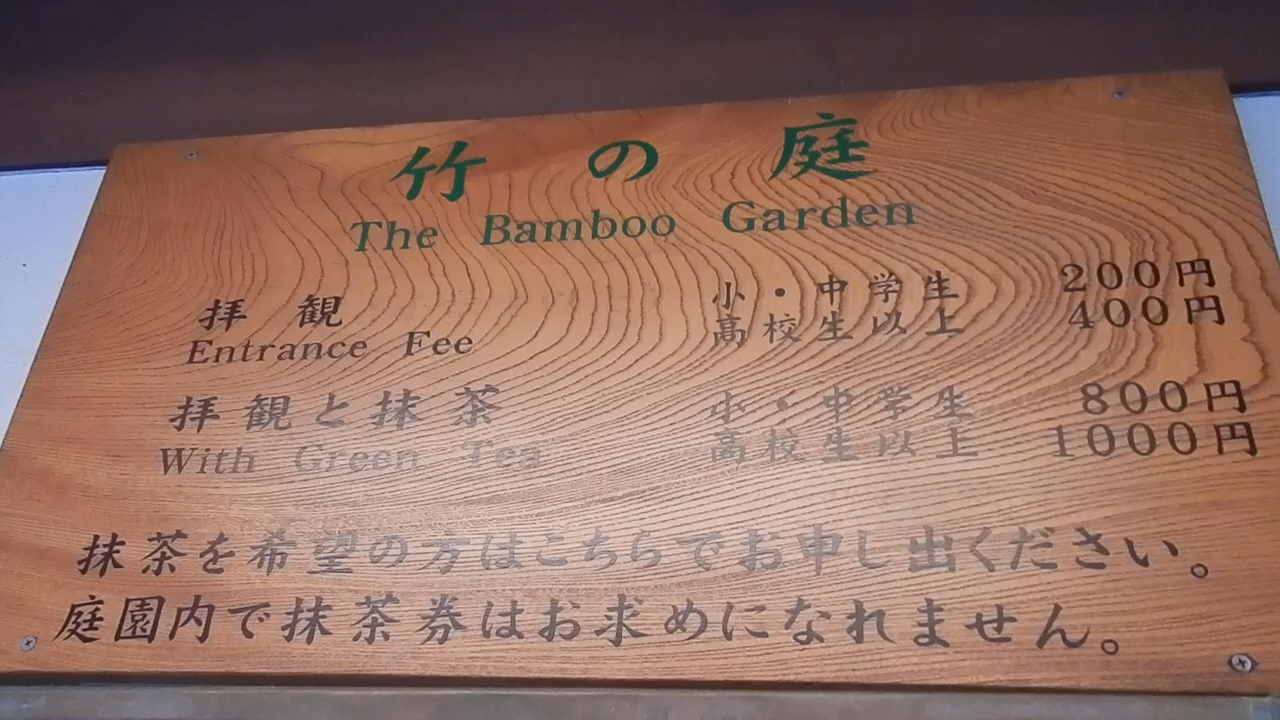 竹の庭
The Bamboo Garden
拝観 小・中学生 200円
Entrance Fee 高校生以上 400円
拝観と抹茶 小・中学生 800円
With Green Tea 高校生以上 1000円
抹茶を希望の方はこちらでお申し出ください。
庭園内で抹茶券はお求めになれません。